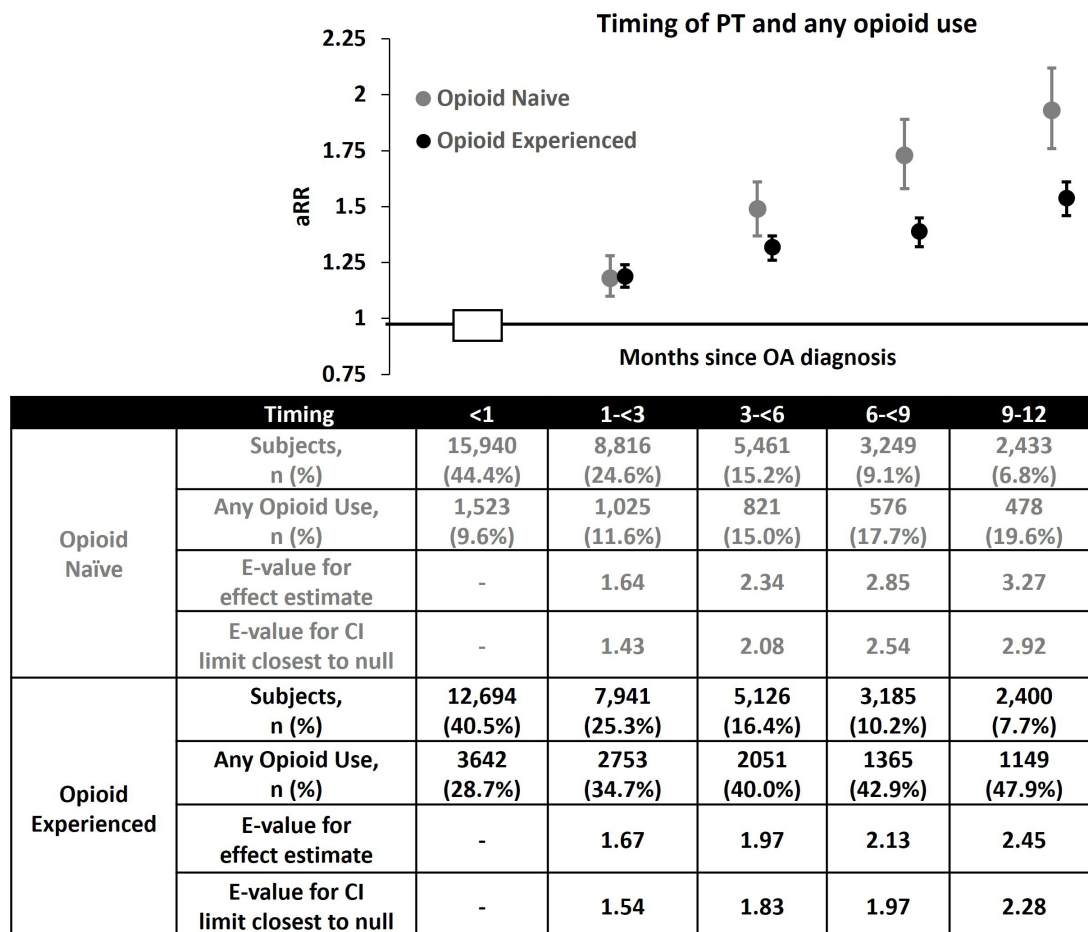 Timing of PT and any opioid use
2.25
2
1.75
1.5
1.25
1
0.75
aRR
Opioid Naive
Opioid Experienced
Months since OA diagnosis
Timing <1 1-<3 3-<6 6-<9 9-12
Opioid
Naïve
Subjects, 15,940 8,816 5,461 3,249 2,433
n (%) (44.4%) (24.6%) (15.2%) (9.1%) (6.8%)
Any Opioid Use, 1,523 1,025 821 576 478
n (%) (9.6%) (11.6%) (15.0%) (17.7%) (19.6%)
E-value for
effect estimate - 1.64 2.34 2.85 3.27
E-value for CI
limit closest to null - 1.43 2.08 2.54 2.92
Opioid
Experienced
Subjects, 12,694 7,941 5,126 3,185 2,400
n (%) (40.5%) (25.3%) (16.4%) (10.2%) (7.7%)
Any Opioid Use, 3642 2753 2051 1365 1149
n (%) (28.7%) (34.7%) (40.0%) (42.9%) (47.9%)
E-value for
effect estimate - 1.67 1.97 2.13 2.45
E-value for CI
limit closest to null - 1.54 1.83 1.97 2.28